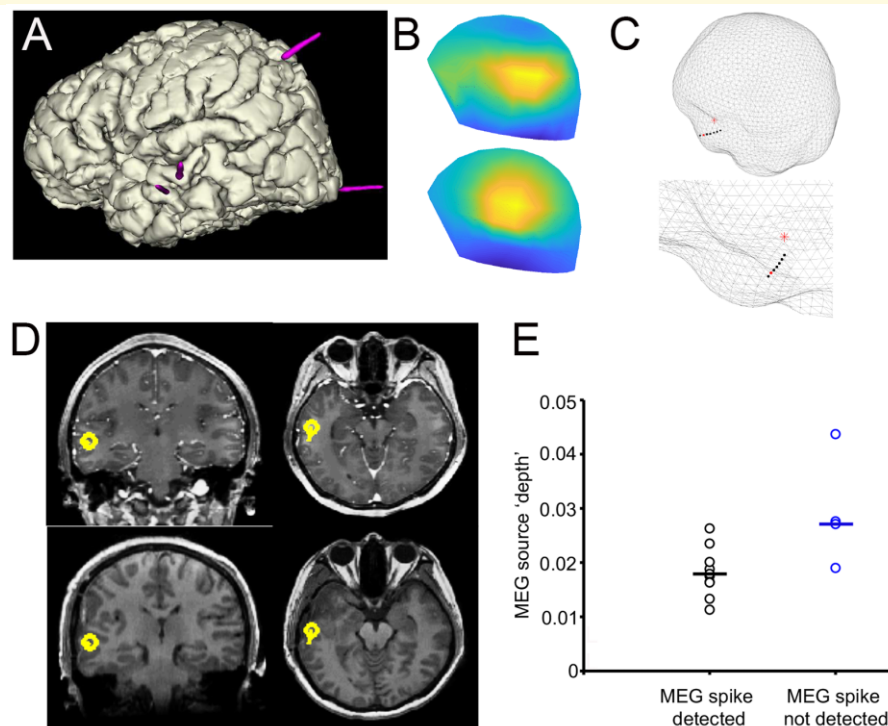 A
B
C
D
E
0.05
0.04
0.03
0.02
0.01
0
MEG source 'depth'
MEG spike
detected
MEG spike
not detected